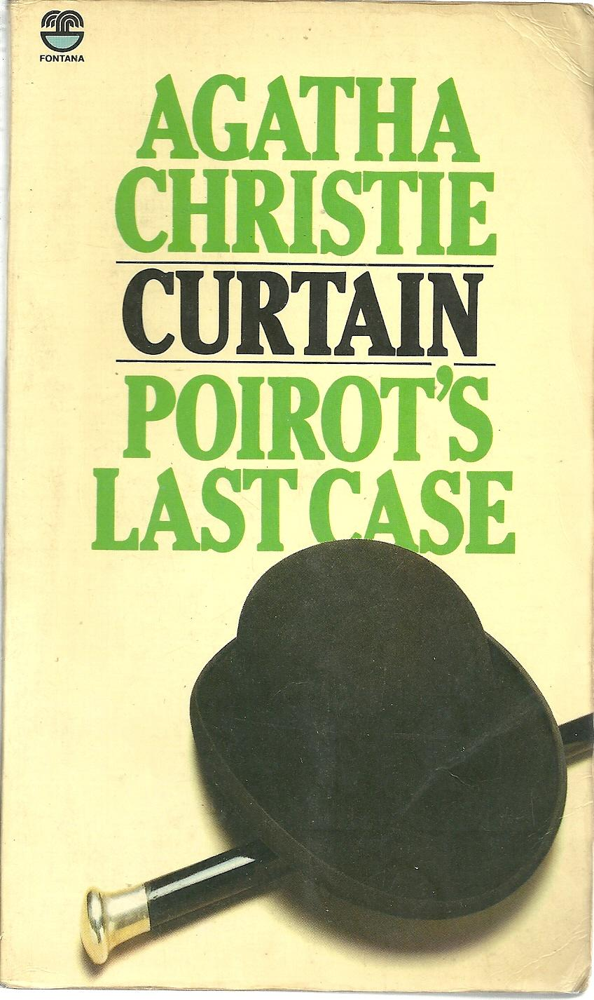 FONTANA
AGATHA
CHRISTIE
CURTAIN
POIROT'S
LAST CASE